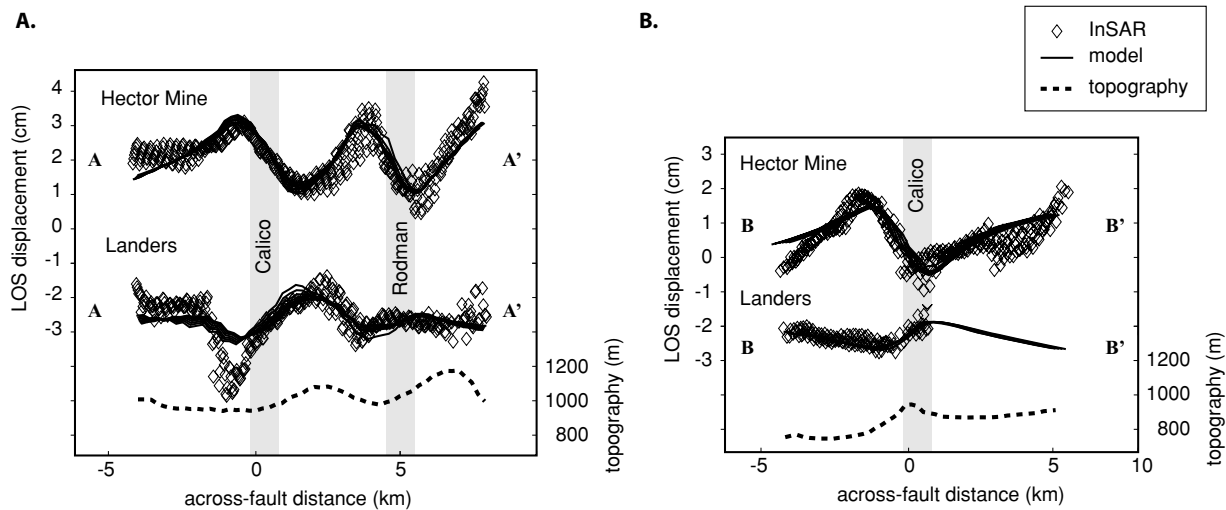 A.
Hector Mine
A
A'
Landers
A
A'
Calico
Rodman
4
3
2
1
0
-1
-2
-3
LOS displacement (cm)
1200
1000
800
topography (m)
-5
0
5
across-fault distance (km)
B.
InSAR
model
topography
Hector Mine
B
B'
Landers
B
B'
Calico
3
2
1
0
-1
-2
-3
LOS displacement (cm)
1200
1000
800
topography (m)
-5
0
5
10
across-fault distance (km)